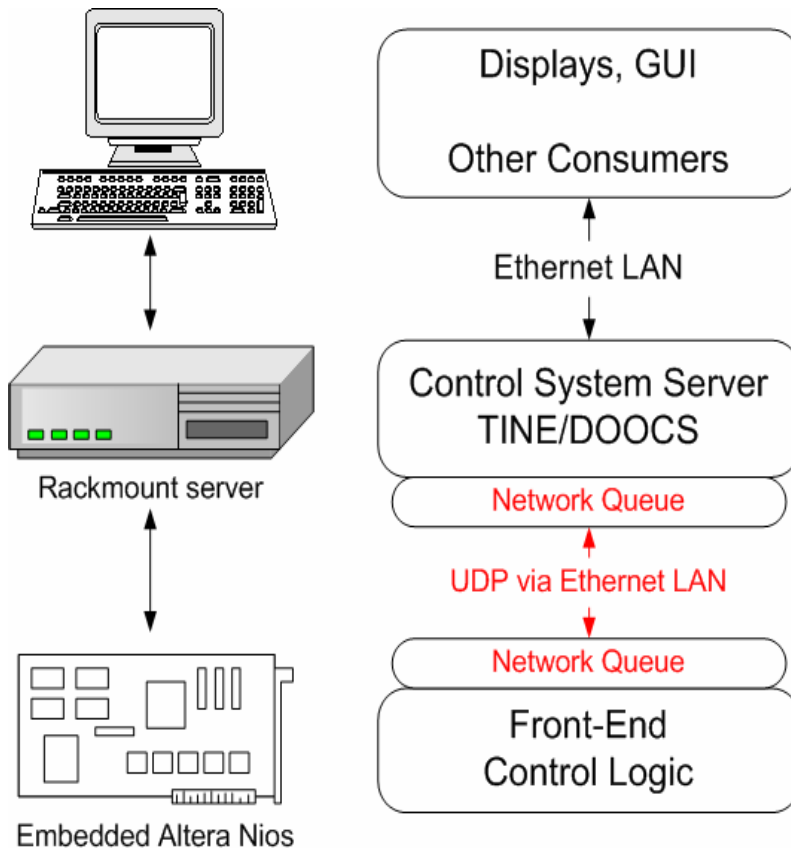 Displays, GUI
Other Consumers
Ethernet LAN
Control System Server
TINE/DOOCS
Rackmount server
Network Queue
UDP via Ethernet LAN
Network Queue
Front-End
Control Logic
Embedded Altera Nios